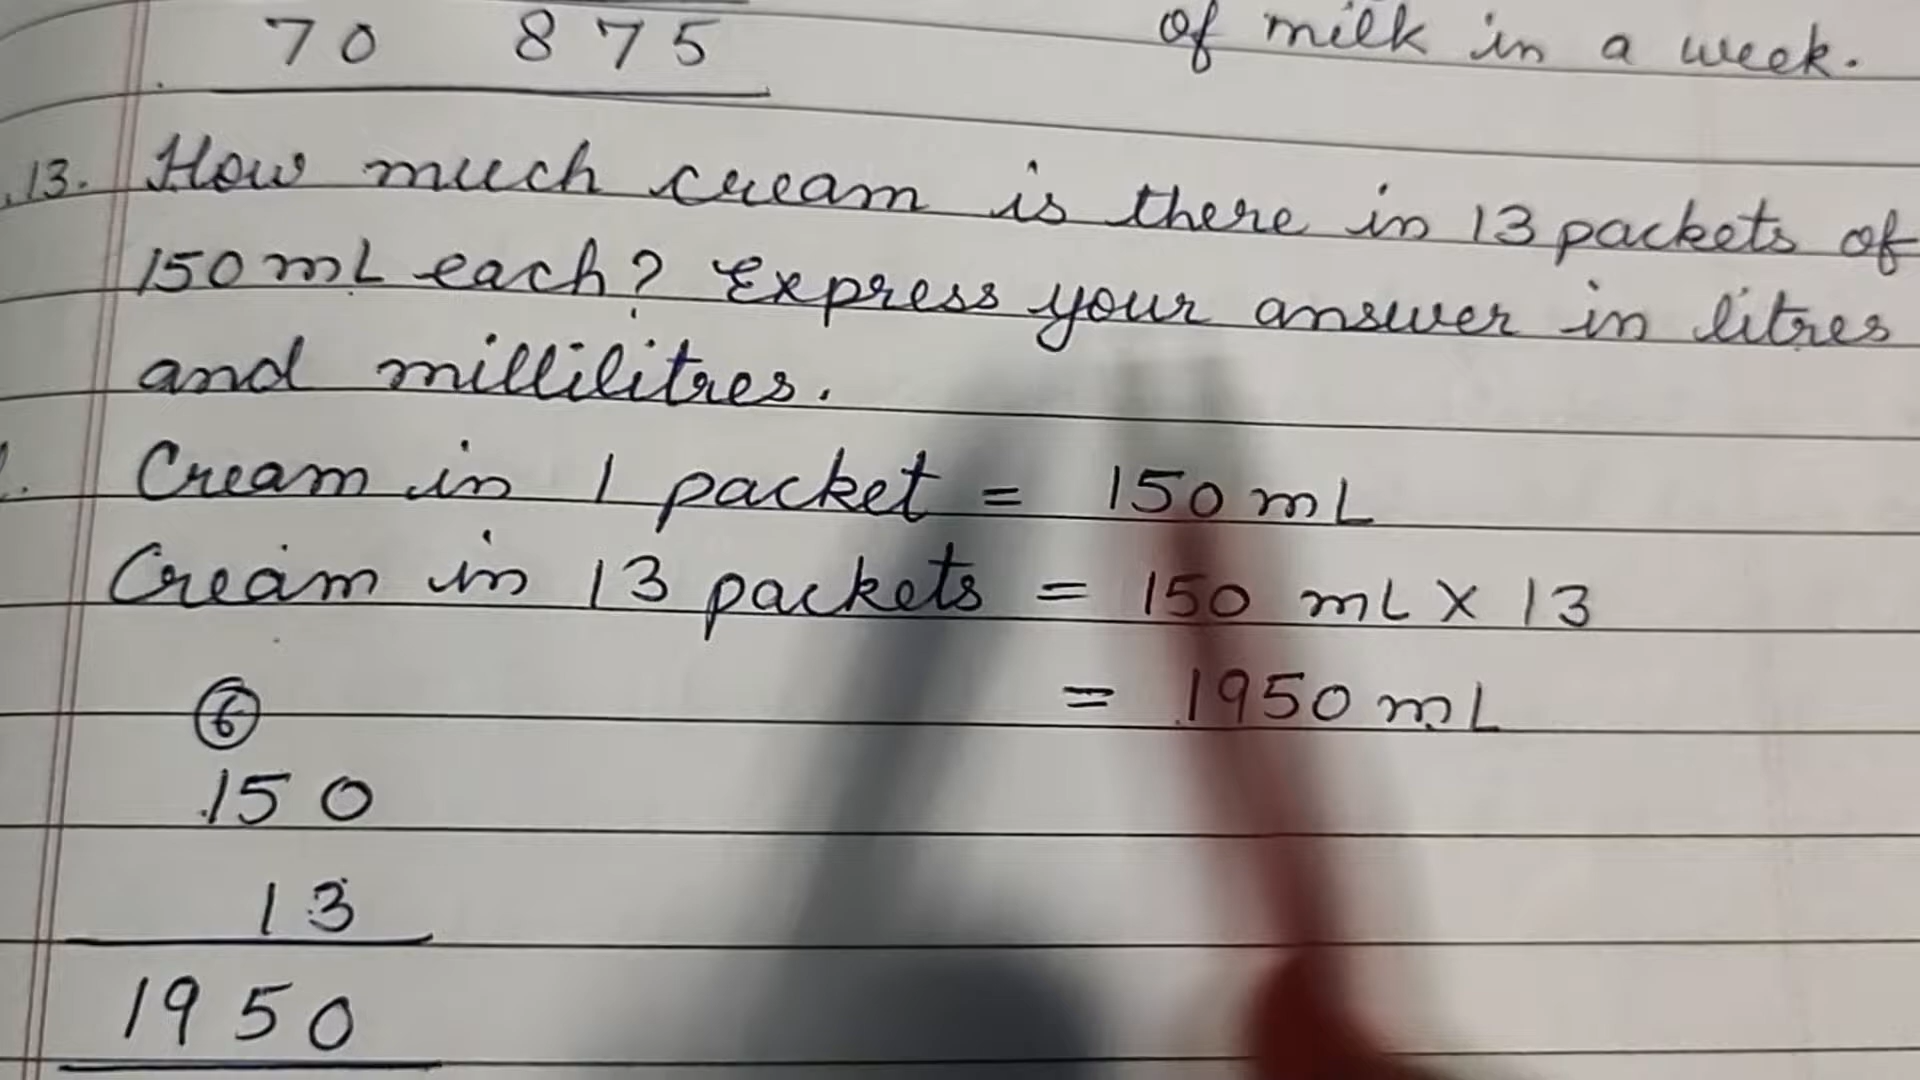 70 875
of milk in a week.
13. How much cream is there in 13 packets of
150 mL each? Express your answer in litres
and millilitres.
Cream in 1 packet = 150 mL
Cream in 13 packets = 150 mL X 13
= 1950 mL
6
150
13
1950